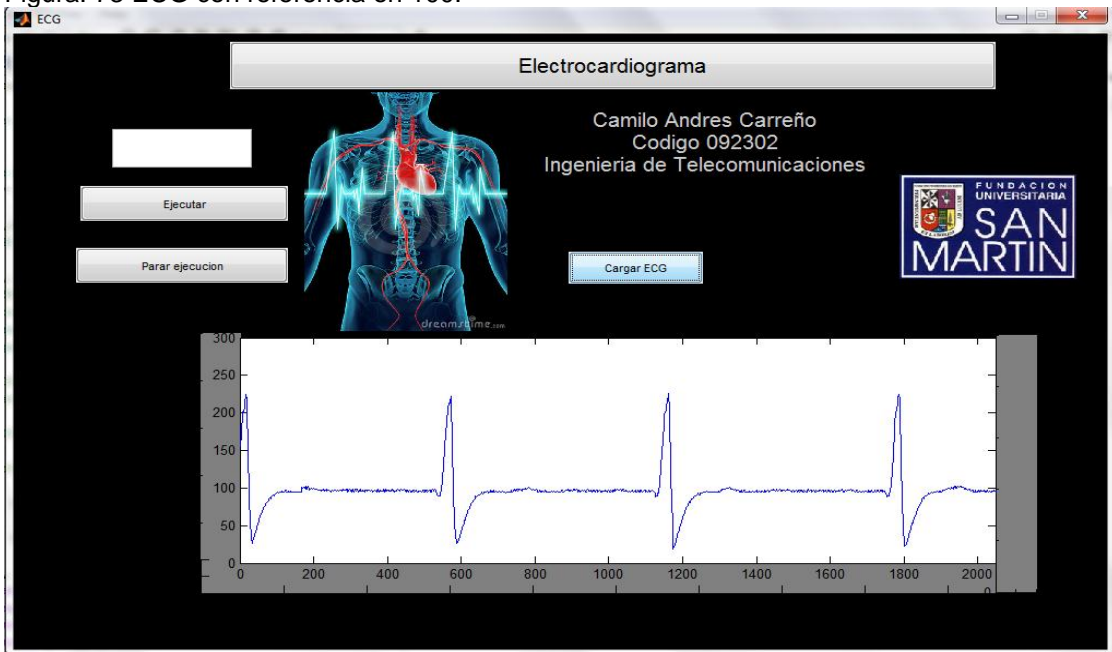 ECG
Electrocardiograma
Camilo Andres Carreño
Codigo 092302
Ingenieria de Telecomunicaciones
Ejecutar
Parar ejecucion
Cargar ECG
FUNDACION
UNIVERSITARIA
SAN
MARTIN
dreamstime.com
300
250
200
150
100
50
0
0 200 400 600 800 1000 1200 1400 1600 1800 2000
0